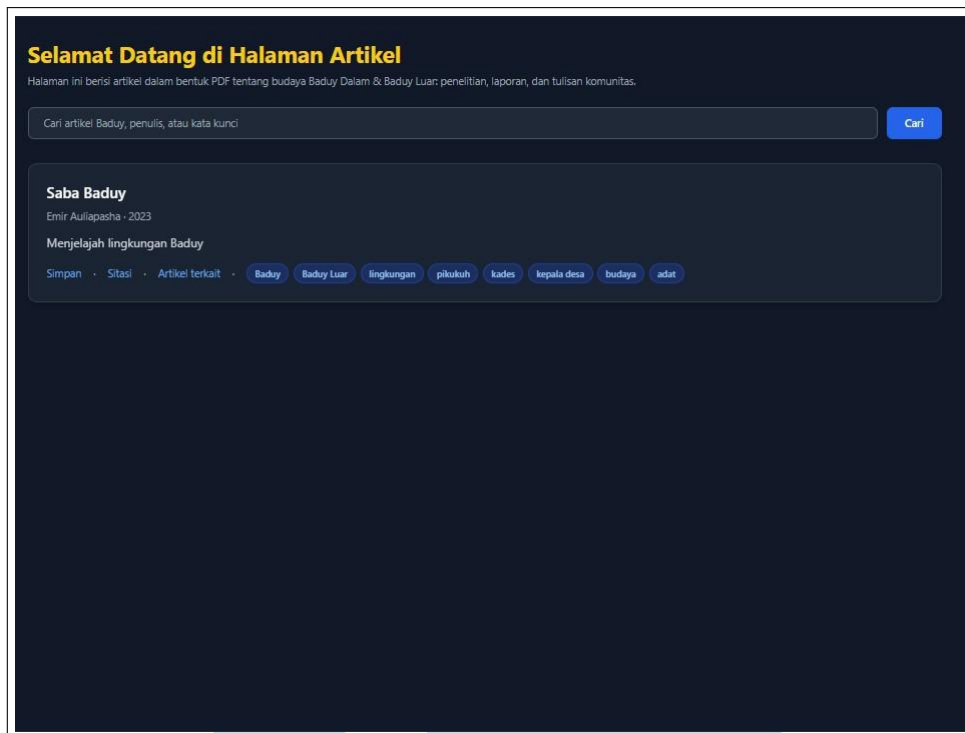 Selamat Datang di Halaman Artikel
Halaman ini berisi artikel dalam bentuk PDF tentang budaya Baduy Dalam & Baduy Luar: penelitian, laporan, dan tulisan komunitas.
Cari artikel Baduy, penulis, atau kata kunci Cari
Saba Baduy
Emir Auliapasha · 2023
Menjelajah lingkungan Baduy
Simpan · Sitasi · Artikel terkait · Baduy Baduy Luar lingkungan pikukuh kades kepala desa budaya adat